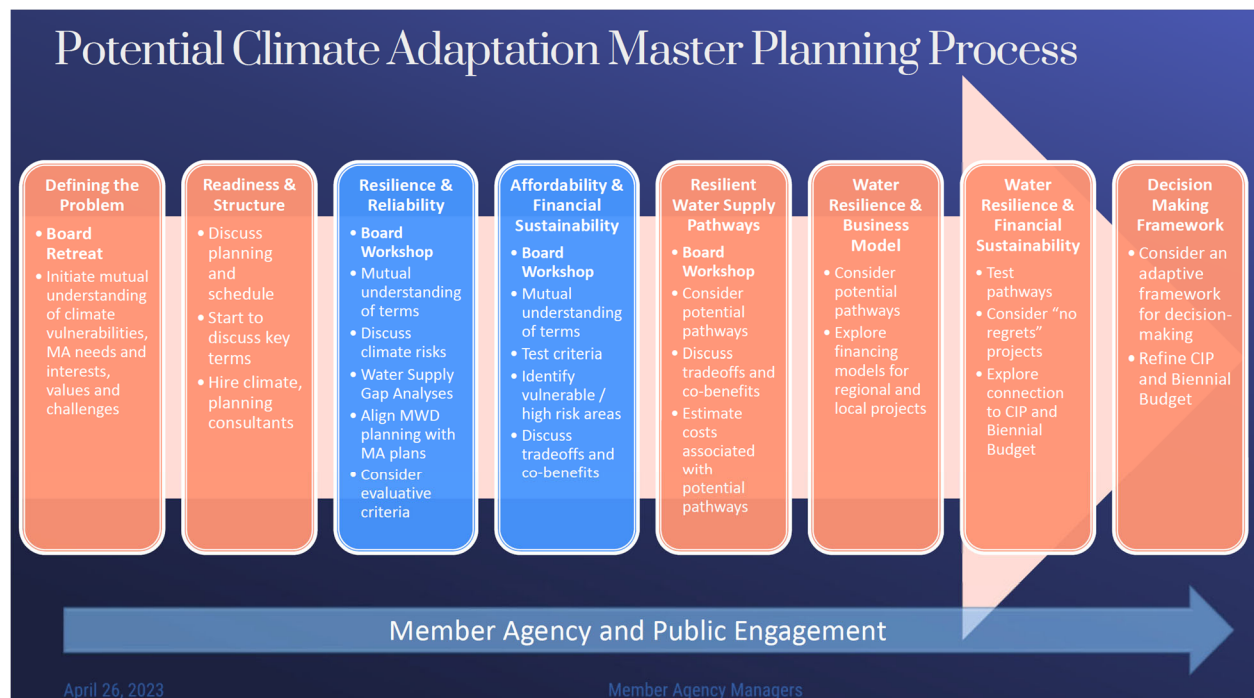 Potential Climate Adaptation Master Planning Process
Defining the
Problem
• Board
Retreat
• Initiate mutual
understanding
of climate
vulnerabilities,
MA needs and
interests,
values and
challenges
Readiness &
Structure
• Discuss
planning
and
schedule
• Start to
discuss key
terms
• Hire climate,
planning
consultants
Resilience &
Reliability
• Board
Workshop
• Mutual
understanding
of terms
• Discuss
climate risks
• Water Supply
Gap Analyses
• Align MWD
planning with
MA plans
• Consider
evaluative
criteria
Affordability &
Financial
Sustainability
• Board
Workshop
• Mutual
understanding
of terms
• Test criteria
• Identify
vulnerable /
high risk areas
• Discuss
tradeoffs and
co-benefits
Resilient
Water Supply
Pathways
• Board
Workshop
• Consider
potential
pathways
• Discuss
tradeoffs and
co-benefits
• Estimate
costs
associated
with
potential
pathways
Water
Resilience &
Business
Model
• Consider
potential
pathways
• Explore
financing
models for
regional and
local projects
Water
Resilience &
Financial
Sustainability
• Test
pathways
• Consider “no
regrets”
projects
• Explore
connection
to CIP and
Biennial
Budget
Decision
Making
Framework
• Consider an
adaptive
framework
for decision-
making
• Refine CIP
and Biennial
Budget
Member Agency and Public Engagement
April 26, 2023
Member Agency Managers